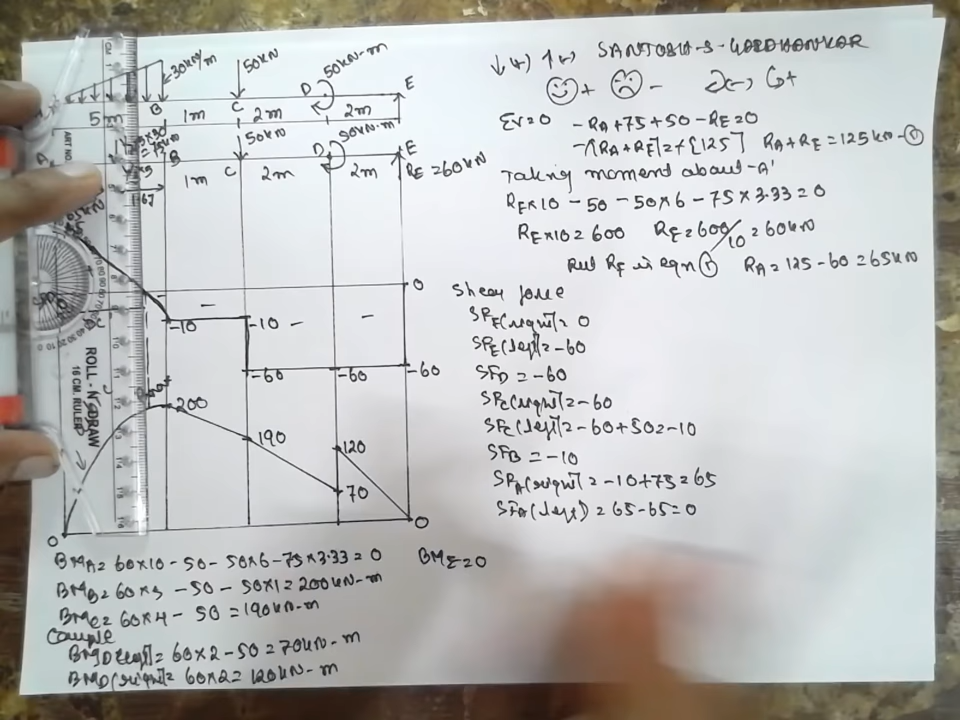 30kN/m
50kN
50kN-m
D
E
B
C
5m
1m
2m
2m
50kN
50kN-m
A
B
C
D
E
RE=60kN
1m
2m
2m
1.67
0
-10
-10
-
-
-
-60
-60
-60
200
190
120
70
0
0
ROLL-N-DRAW
16 CM. RULER
SANTOSH-S-
+
-
ΣV=0 -RA+75+50-RE=0
-[RA+RE]=-[125] RA+RE=125kN-①
Taking moment about-'A'
RE×10-50-50×6-75×3.33=0
RE×10=600 RE=600/10=60kN
Put RE in eqn① RA=125-60=65kN
Shear force
SFE(right)=0
SFE(left)=-60
SFD=-60
SFC(right)=-60
SFC(left)=-60+50=-10
SFB=-10
SFA(right)=-10+75=65
SFA(left)=65-65=0
BMA=60×10-50-50×6-75×3.33=0 BME=0
BMB=60×5-50-50×1=200kN-m
BMC=60×4-50=190kN-m
Couple
BMD(left)=60×2-50=70kN-m
BMD(right)=60×2=120kN-m